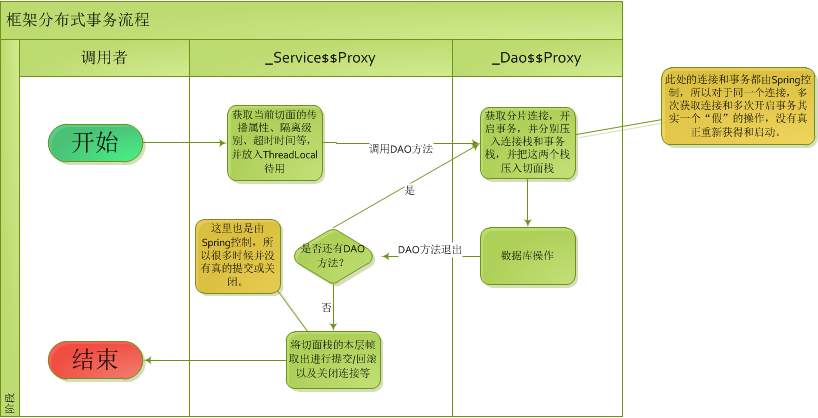 框架分布式事务流程
调用者
_Service$$Proxy
_Dao$$Proxy
此处的连接和事务都由Spring控
制，所以对于同一个连接，多
次获取连接和多次开启事务其
实一个“假”的操作，没有真
正重新获得和启动。
开始
获取当前切面的传
播属性、隔离级
别、超时时间等，
并放入ThreadLocal
待用
调用DAO方法
获取分片连接，开
启事务，并分别压
入连接栈和事务
栈，并把这两个栈
压入切面栈
是
这里也是由
Spring控制，所
以很多时候并没
有真的提交或关
闭。
是否还有DAO
方法？
DAO方法退出
数据库操作
否
将切面栈的本层帧
取出进行提交/回滚
以及关闭连接等
结束
阶段